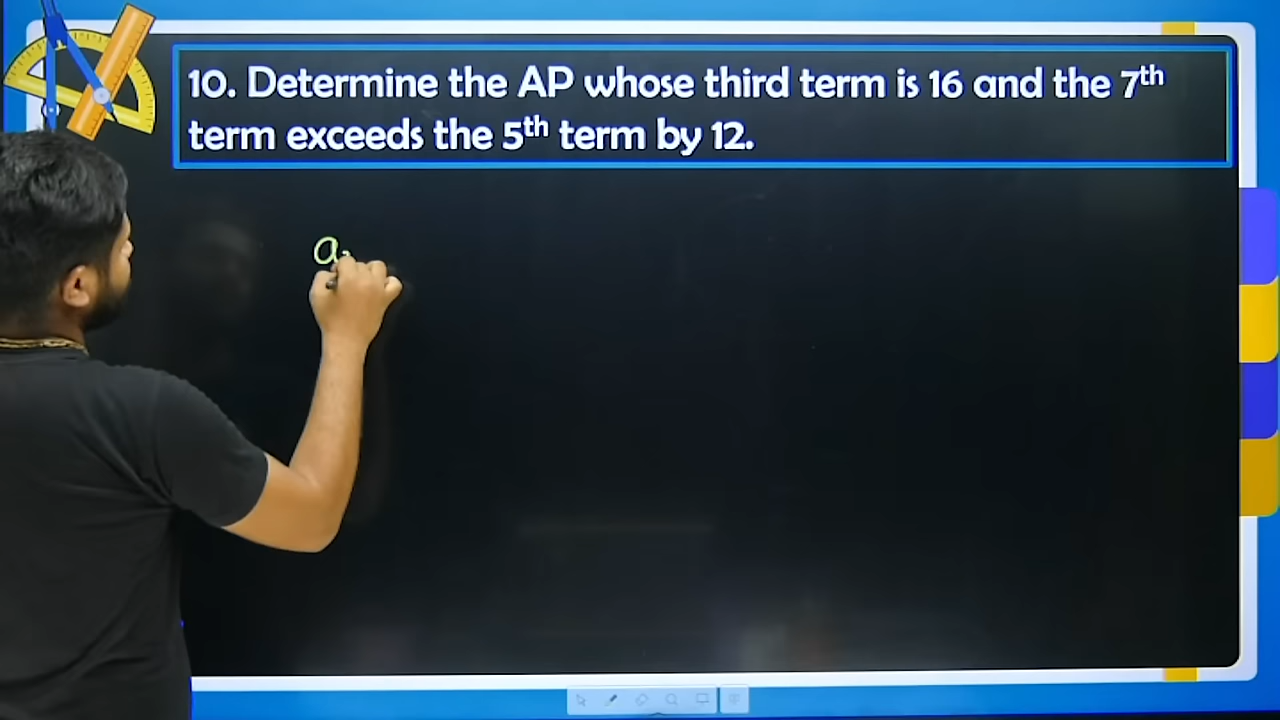 10. Determine the AP whose third term is 16 and the 7th
term exceeds the 5th term by 12.
a